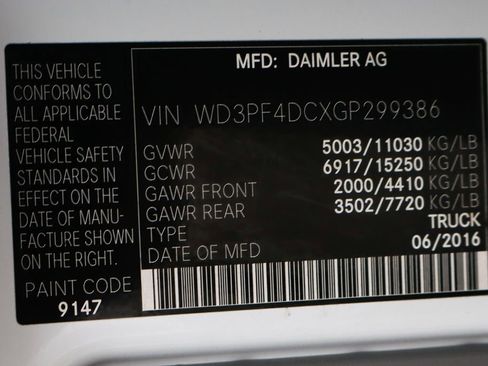 THIS VEHICLE
CONFORMS TO
ALL APPLICABLE
FEDERAL
VEHICLE SAFETY
STANDARDS IN
EFFECT ON THE
DATE OF MANU-
FACTURE SHOWN
ON THE RIGHT.
PAINT CODE
9147
MFD: DAIMLER AG
VIN WD3PF4DCXGP299386
GVWR 5003/11030 KG/LB
GCWR 6917/15250 KG/LB
GAWR FRONT 2000/4410 KG/LB
GAWR REAR 3502/7720 KG/LB
TYPE TRUCK
DATE OF MFD 06/2016